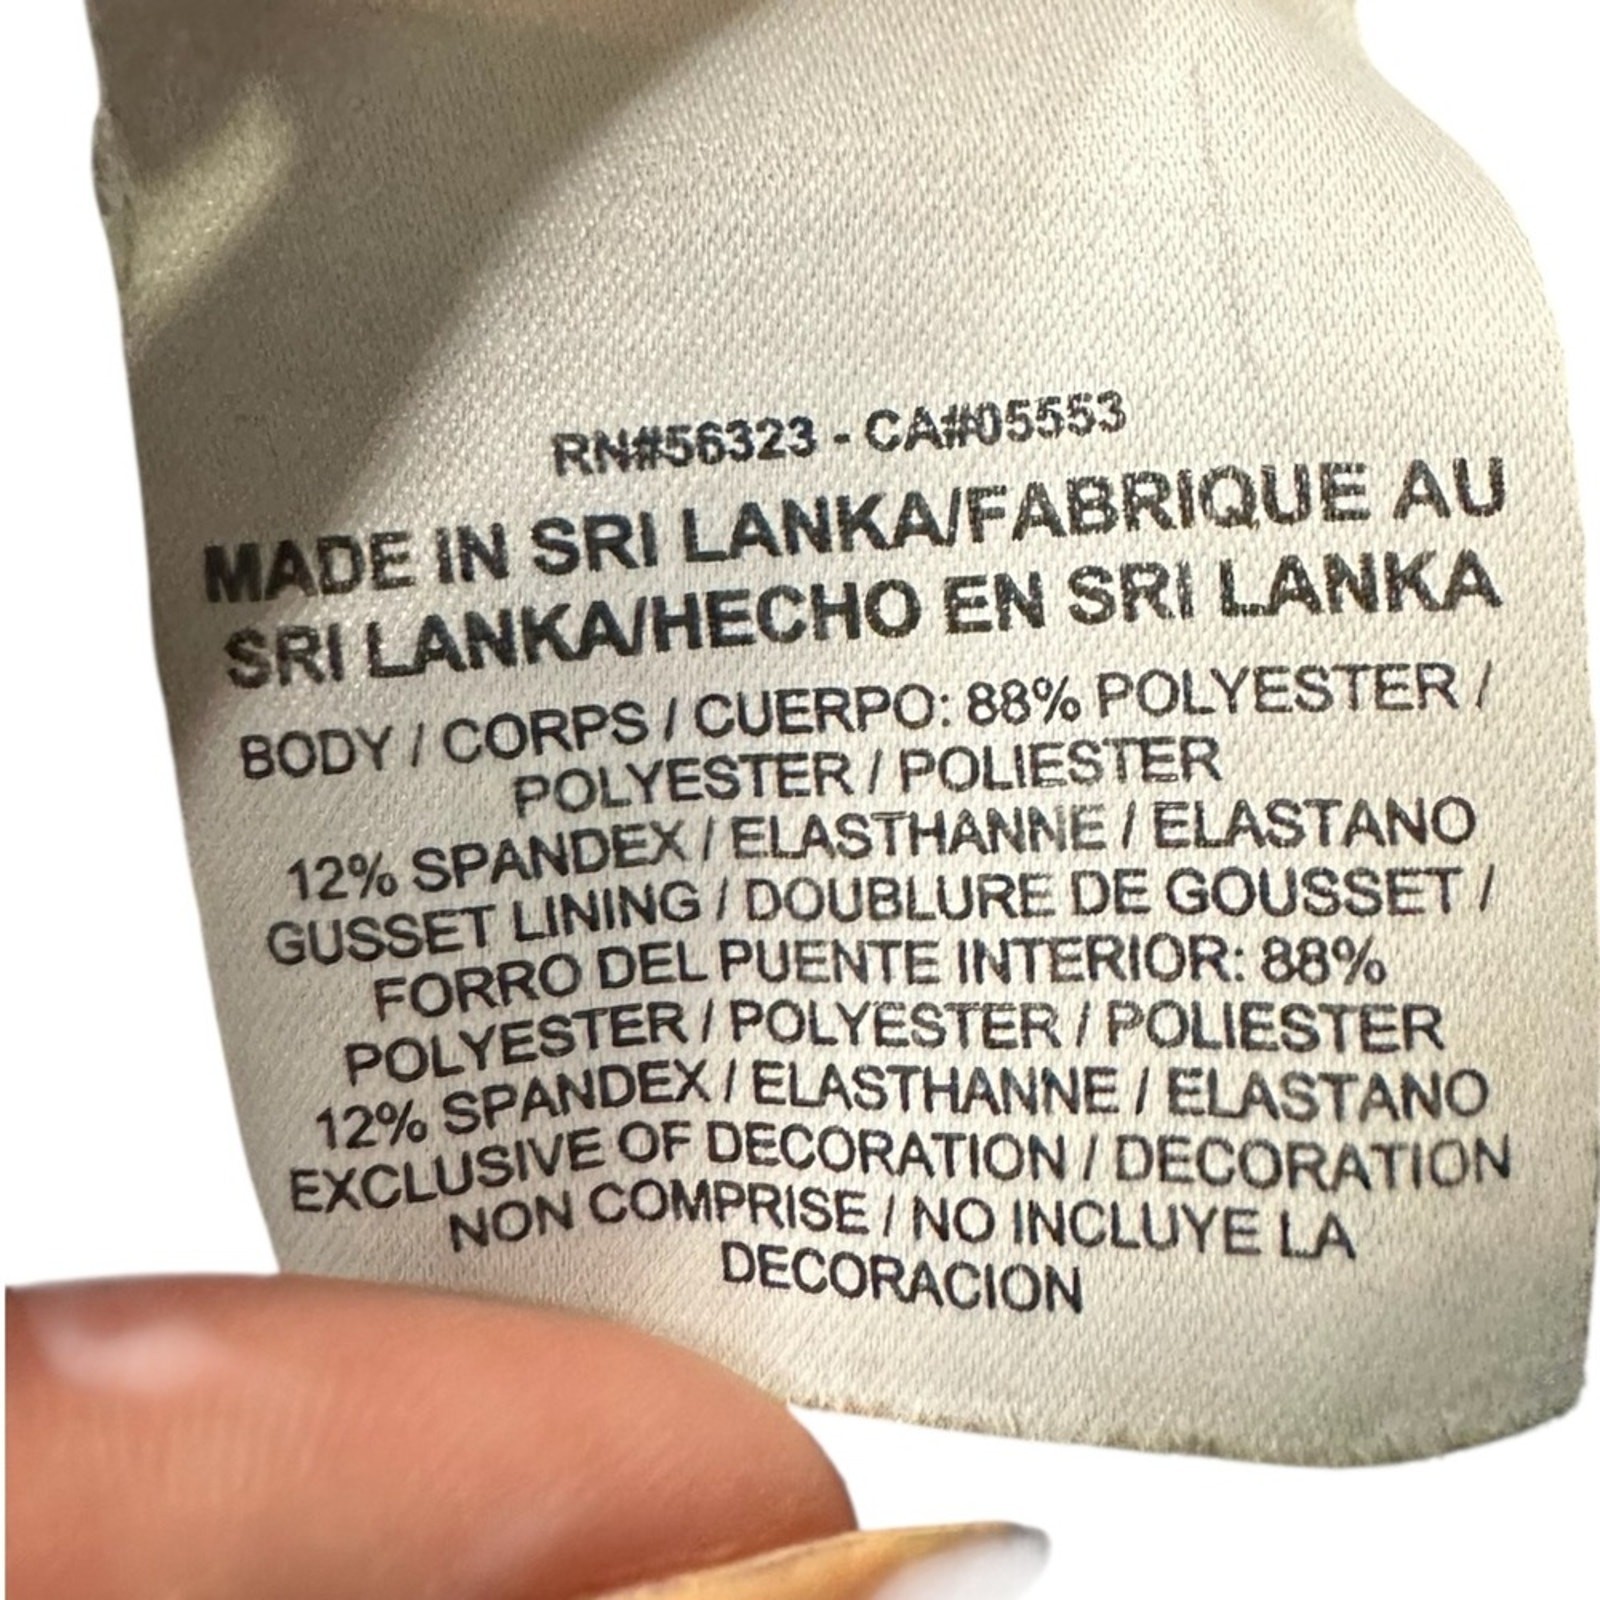 RN#56323 - CA#05553
MADE IN SRI LANKA/FABRIQUE AU
SRI LANKA/HECHO EN SRI LANKA
BODY / CORPS / CUERPO: 88% POLYESTER /
POLYESTER / POLIESTER
12% SPANDEX / ELASTHANNE / ELASTANO
GUSSET LINING / DOUBLURE DE GOUSSET /
FORRO DEL PUENTE INTERIOR: 88%
POLYESTER / POLYESTER / POLIESTER
12% SPANDEX / ELASTHANNE / ELASTANO
EXCLUSIVE OF DECORATION / DECORATION
NON COMPRISE / NO INCLUYE LA
DECORACION